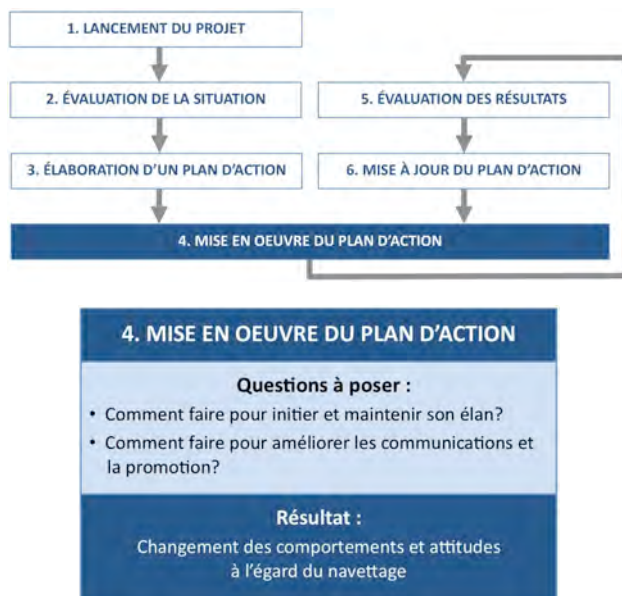 1. LANCEMENT DU PROJET
2. ÉVALUATION DE LA SITUATION
5. ÉVALUATION DES RÉSULTATS
3. ÉLABORATION D'UN PLAN D'ACTION
6. MISE À JOUR DU PLAN D'ACTION
4. MISE EN OEUVRE DU PLAN D'ACTION
4. MISE EN OEUVRE DU PLAN D'ACTION
Questions à poser :
• Comment faire pour initier et maintenir son élan?
• Comment faire pour améliorer les communications et
la promotion?
Résultat :
Changement des comportements et attitudes
à l'égard du navettage